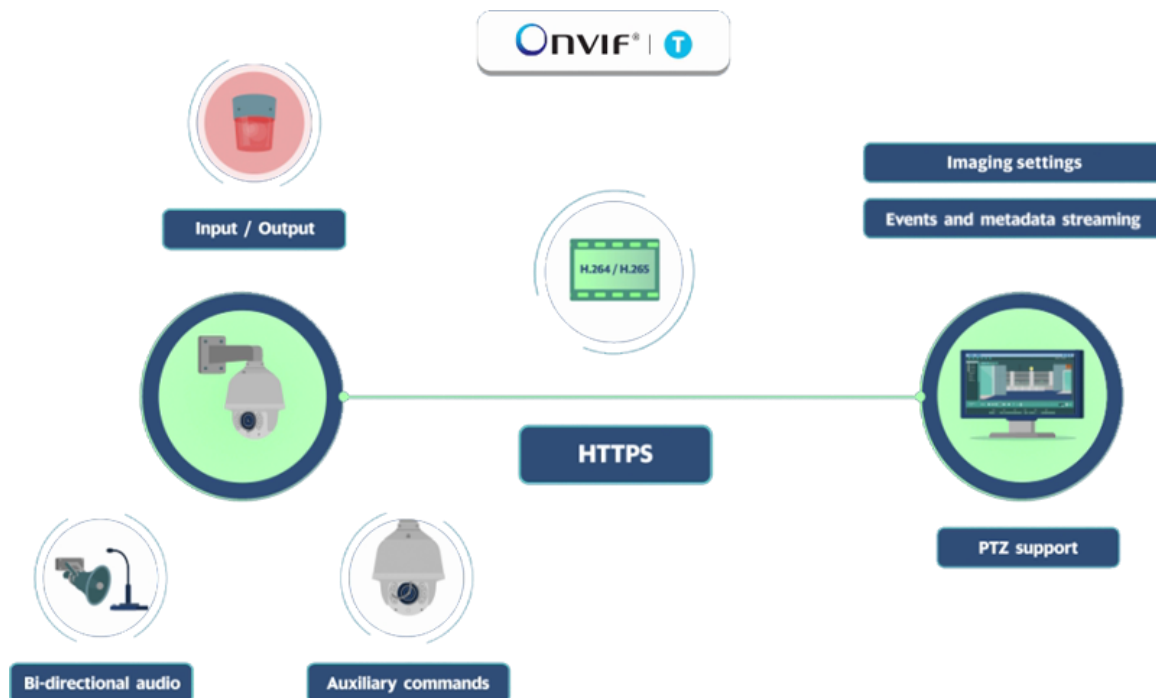 ONVIF® | T
Imaging settings
Input / Output
Events and metadata streaming
H.264 / H.265
HTTPS
PTZ support
Bi-directional audio
Auxiliary commands